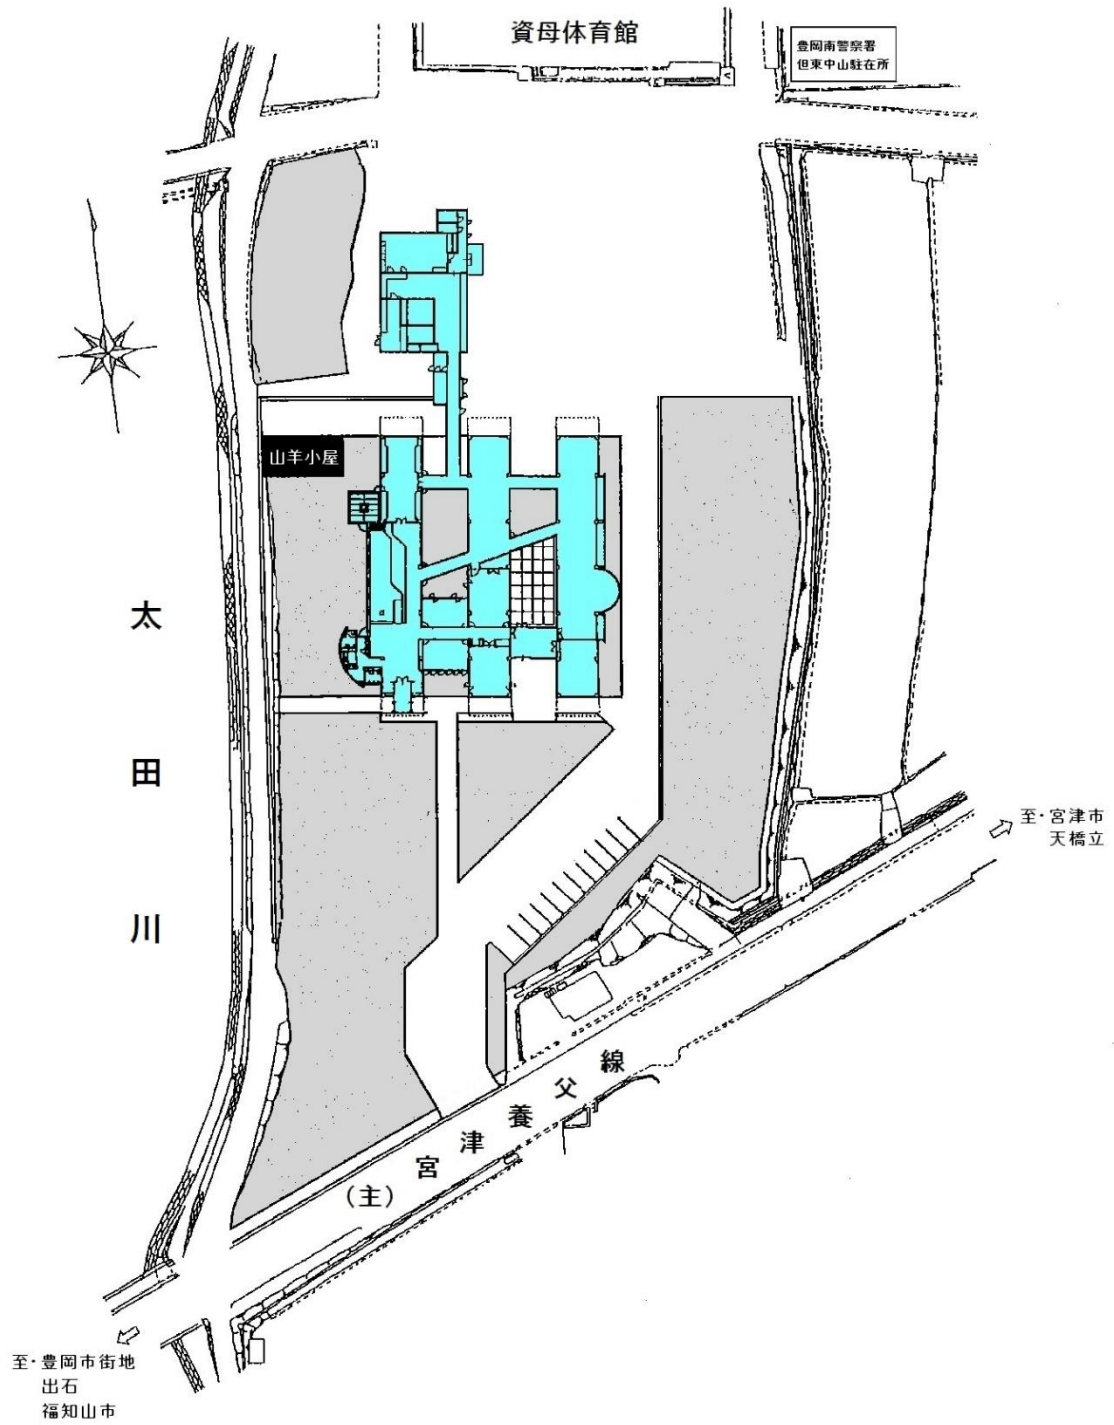 資母体育館
豊岡南警察署
但東中山駐在所
山羊小屋
太田川
至・宮津市
天橋立
(主)宮津養父線
至・豊岡市街地
出石
福知山市